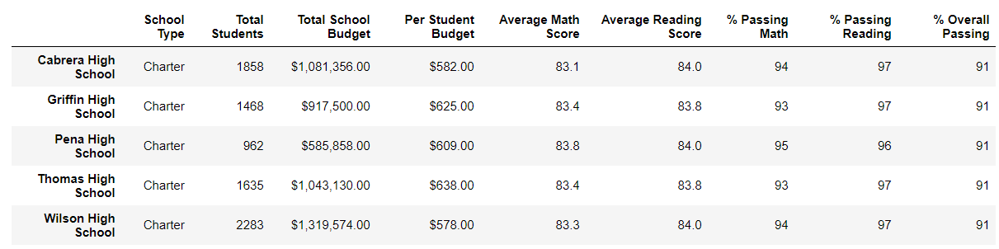 School Type Total Students Total School Budget Per Student Budget Average Math Score Average Reading Score % Passing Math % Passing Reading % Overall Passing
Cabrera High School Charter 1858 $1,081,356.00 $582.00 83.1 84.0 94 97 91
Griffin High School Charter 1468 $917,500.00 $625.00 83.4 83.8 93 97 91
Pena High School Charter 962 $585,858.00 $609.00 83.8 84.0 95 96 91
Thomas High School Charter 1635 $1,043,130.00 $638.00 83.4 83.8 93 97 91
Wilson High School Charter 2283 $1,319,574.00 $578.00 83.3 84.0 94 97 91